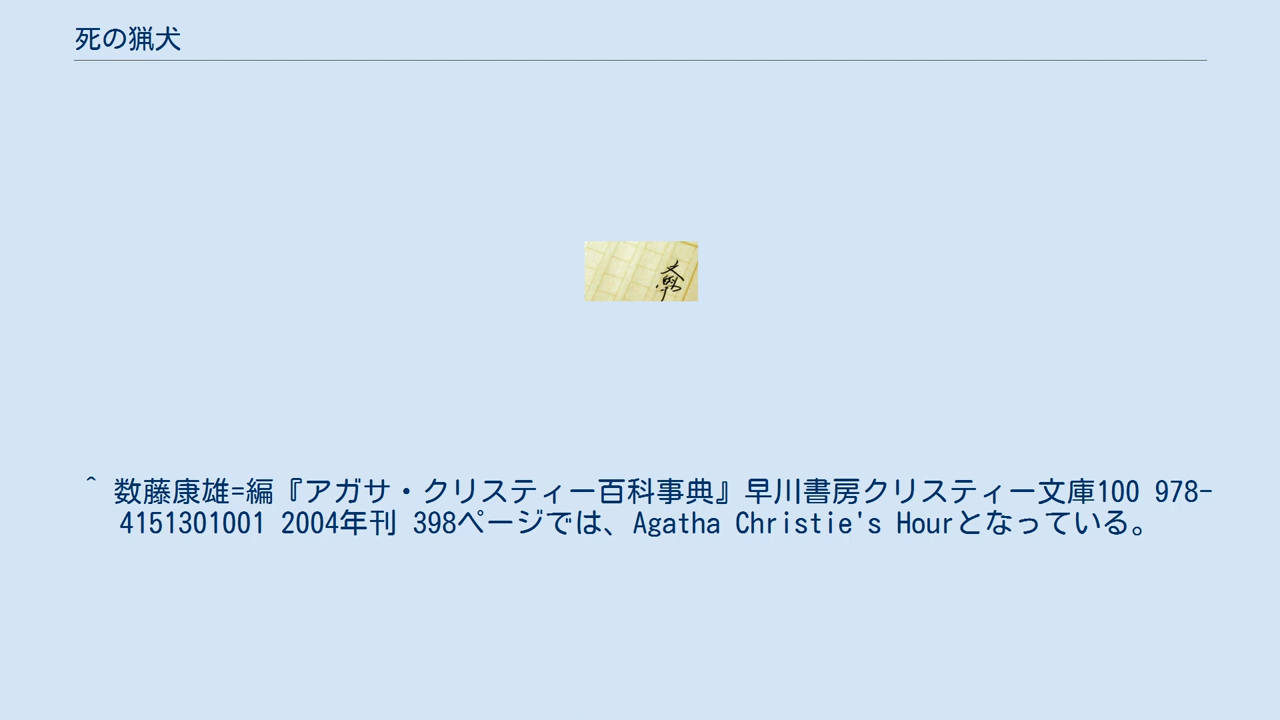 死の猟犬
^ 数藤康雄=編『アガサ・クリスティー百科事典』早川書房クリスティー文庫100 978-
4151301001 2004年刊 398ページでは、Agatha Christie's Hourとなっている。